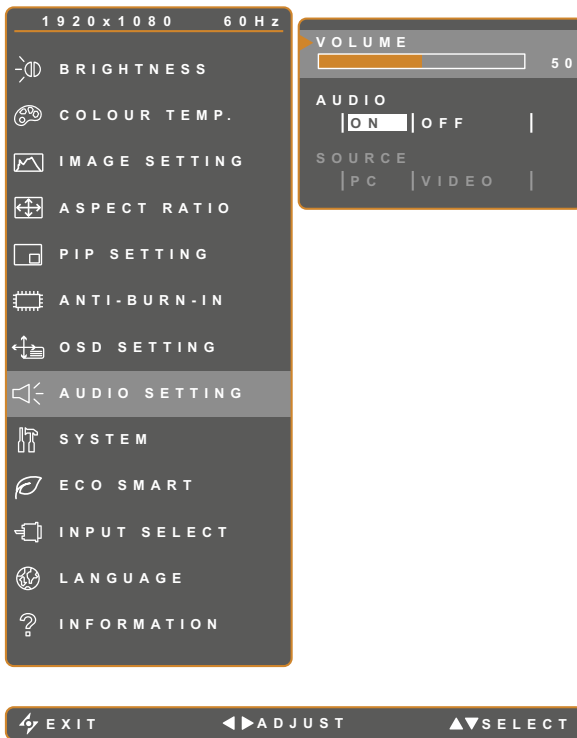 1920x1080 60Hz
BRIGHTNESS
COLOUR TEMP.
IMAGE SETTING
ASPECT RATIO
PIP SETTING
ANTI-BURN-IN
OSD SETTING
AUDIO SETTING
SYSTEM
ECO SMART
INPUT SELECT
LANGUAGE
INFORMATION
VOLUME
50
AUDIO
ON OFF
SOURCE
PC VIDEO
EXIT ADJUST SELECT